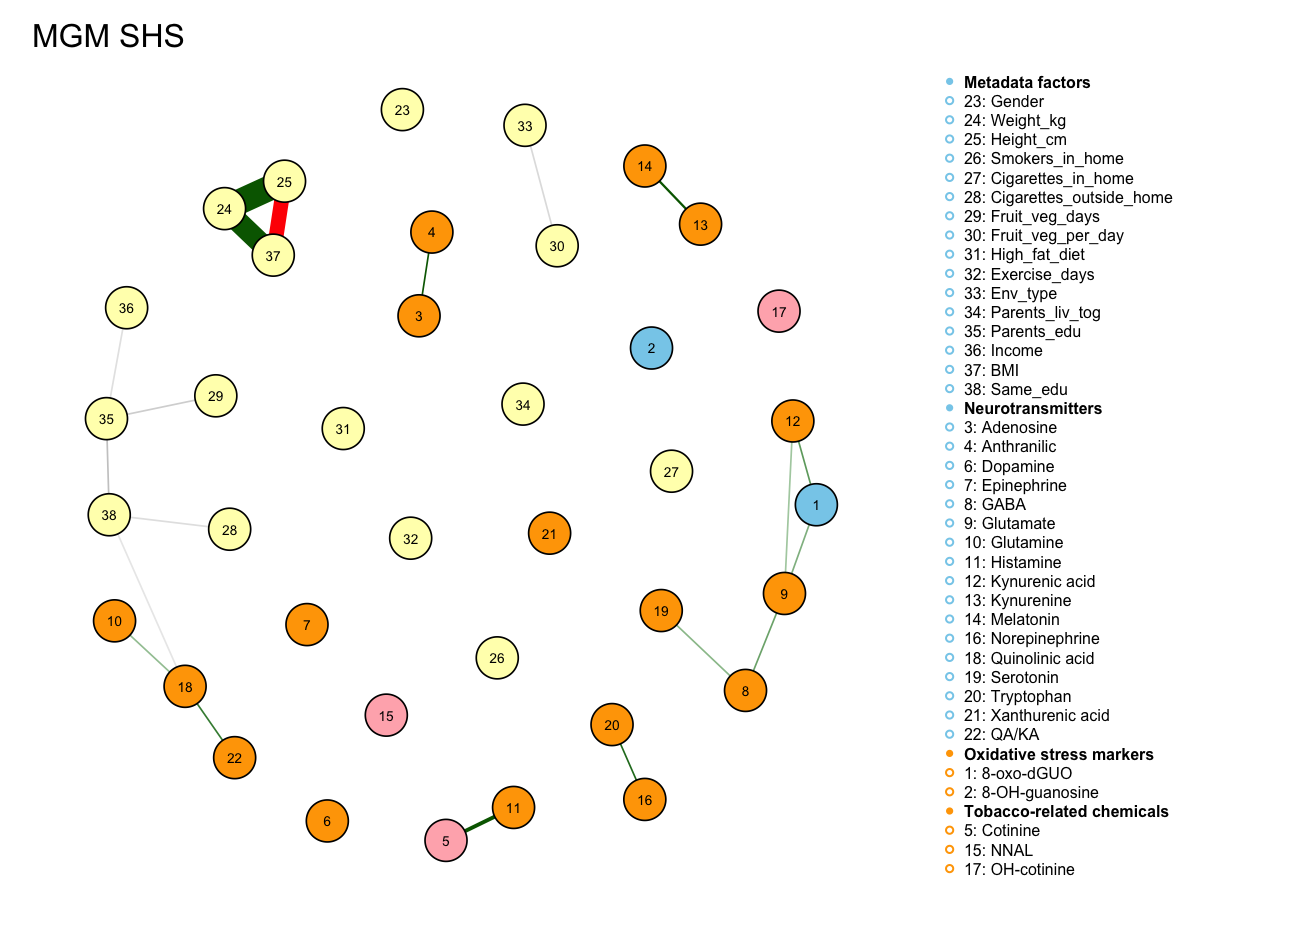 MGM SHS
23
33
14
25
24
13
4
37
30
36
3
17
2
29
34
35
31
12
27
1
38
28
32
21
9
19
10
7
26
18
8
15
20
22
16
11
6
5
Metadata factors
23: Gender
24: Weight_kg
25: Height_cm
26: Smokers_in_home
27: Cigarettes_in_home
28: Cigarettes_outside_home
29: Fruit_veg_days
30: Fruit_veg_per_day
31: High_fat_diet
32: Exercise_days
33: Env_type
34: Parents_liv_tog
35: Parents_edu
36: Income
37: BMI
38: Same_edu
Neurotransmitters
3: Adenosine
4: Anthranilic
6: Dopamine
7: Epinephrine
8: GABA
9: Glutamate
10: Glutamine
11: Histamine
12: Kynurenic acid
13: Kynurenine
14: Melatonin
16: Norepinephrine
18: Quinolinic acid
19: Serotonin
20: Tryptophan
21: Xanthurenic acid
22: QA/KA
Oxidative stress markers
1: 8-oxo-dGUO
2: 8-OH-guanosine
Tobacco-related chemicals
5: Cotinine
15: NNAL
17: OH-cotinine